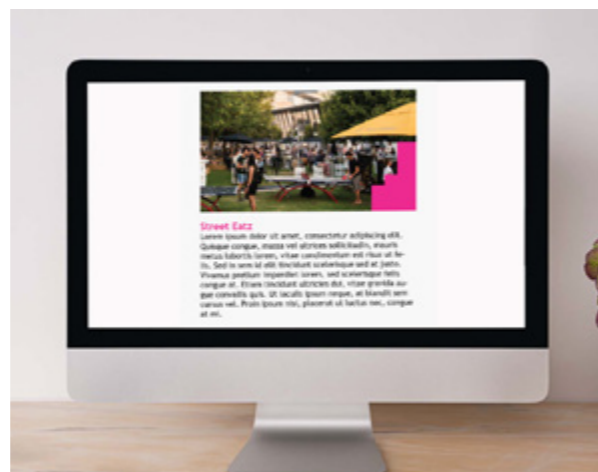 Street Eatz
Lorem ipsum dolor sit amet, consectetur adipiscing elit.
Quisque congue, massa vel ultrices sollicitudin, mauris
metus lobortis lorem, vitae condimentum est risus ut fe-
lis. Sed in sem id elit tincidunt scelerisque sed at justo.
Vivamus pretium imperdiet lorem, sed scelerisque felis
congue at. Etiam tincidunt ultricies dui, vitae gravida au-
gue convallis quis. Ut iaculis ipsum neque, et blandit sem
cursus vel. Proin ipsum nisl, placerat ut luctus nec, congue
at mi.